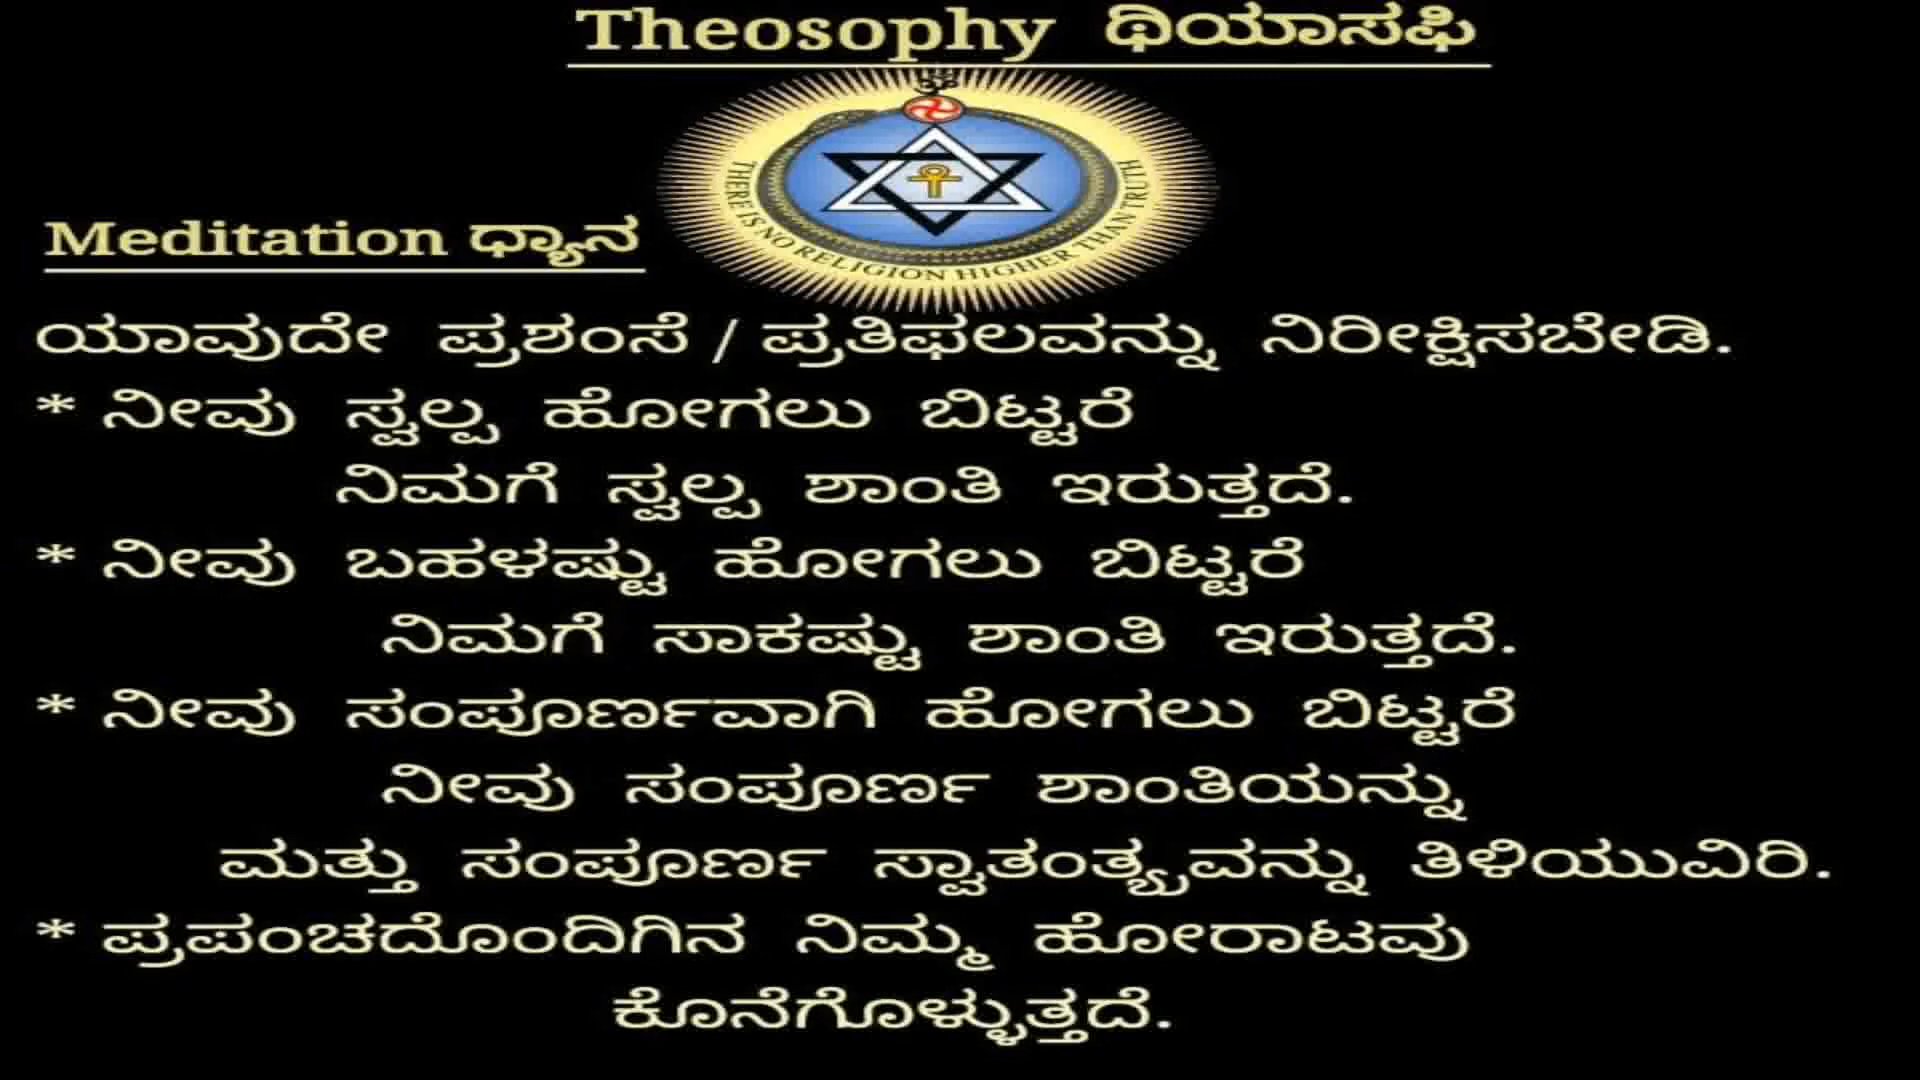 Theosophy ಥಿಯಾಸಫಿ
ॐ
THERE IS NO RELIGION HIGHER THAN TRUTH
Meditation ಧ್ಯಾನ
ಯಾವುದೇ ಪ್ರಶಂಸೆ / ಪ್ರತಿಫಲವನ್ನು ನಿರೀಕ್ಷಿಸಬೇಡಿ.
* ನೀವು ಸ್ವಲ್ಪ ಹೋಗಲು ಬಿಟ್ಟರೆ
ನಿಮಗೆ ಸ್ವಲ್ಪ ಶಾಂತಿ ಇರುತ್ತದೆ.
* ನೀವು ಬಹಳಷ್ಟು ಹೋಗಲು ಬಿಟ್ಟರೆ
ನಿಮಗೆ ಸಾಕಷ್ಟು ಶಾಂತಿ ಇರುತ್ತದೆ.
* ನೀವು ಸಂಪೂರ್ಣವಾಗಿ ಹೋಗಲು ಬಿಟ್ಟರೆ
ನೀವು ಸಂಪೂರ್ಣ ಶಾಂತಿಯನ್ನು
ಮತ್ತು ಸಂಪೂರ್ಣ ಸ್ವಾತಂತ್ರ್ಯವನ್ನು ತಿಳಿಯುವಿರಿ.
* ಪ್ರಪಂಚದೊಂದಿಗಿನ ನಿಮ್ಮ ಹೋರಾಟವು
ಕೊನೆಗೊಳ್ಳುತ್ತದೆ.